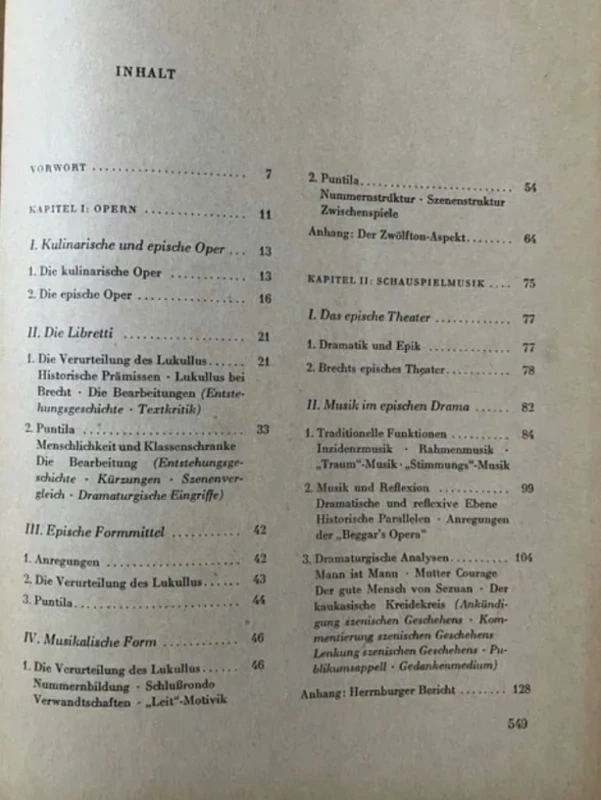 INHALT
VORWORT ........................ 7
KAPITEL I: OPERN ................ 11
I. Kulinarische und epische Oper ... 13
1. Die kulinarische Oper ............ 13
2. Die epische Oper ................. 16
II. Die Libretti ................... 21
1. Die Verurteilung des Lukullus...... 21
Historische Prämissen · Lukullus bei
Brecht · Die Bearbeitungen (Entste-
hungsgeschichte · Textkritik)
2. Puntila .......................... 33
Menschlichkeit und Klassenschranke
Die Bearbeitung (Entstehungsge-
schichte · Kürzungen · Szenenver-
gleich · Dramaturgische Eingriffe)
III. Epische Formmittel ........... 42
1. Anregungen ..................... 42
2. Die Verurteilung des Lukullus...... 43
3. Puntila.......................... 44
IV. Musikalische Form ............ 46
1. Die Verurteilung des Lukullus...... 46
Nummernbildung · Schlußrondo
Verwandtschaften · „Leit“-Motivik
2. Puntila.......................... 54
Nummernstruktur · Szenenstruktur
Zwischenspiele
Anhang: Der Zwölfton-Aspekt........ 64
KAPITEL II: SCHAUSPIELMUSIK .... 75
I. Das epische Theater ............. 77
1. Dramatik und Epik ............... 77
2. Brechts episches Theater........... 78
II. Musik im epischen Drama ...... 82
1. Traditionelle Funktionen .......... 84
Inzidenzmusik · Rahmenmusik ·
„Traum“-Musik · „Stimmungs“-Musik
2. Musik und Reflexion ............. 99
Dramatische und reflexive Ebene
Historische Parallelen · Anregungen
der „Beggar's Opera“
3. Dramaturgische Analysen.......... 104
Mann ist Mann · Mutter Courage
Der gute Mensch von Sezuan · Der
kaukasische Kreidekreis (Ankündi-
gung szenischen Geschehens · Kom-
mentierung szenischen Geschehens
Lenkung szenischen Geschehens · Pu-
blikumsappell · Gedankenmedium)
Anhang: Herrnburger Bericht ........ 128
549